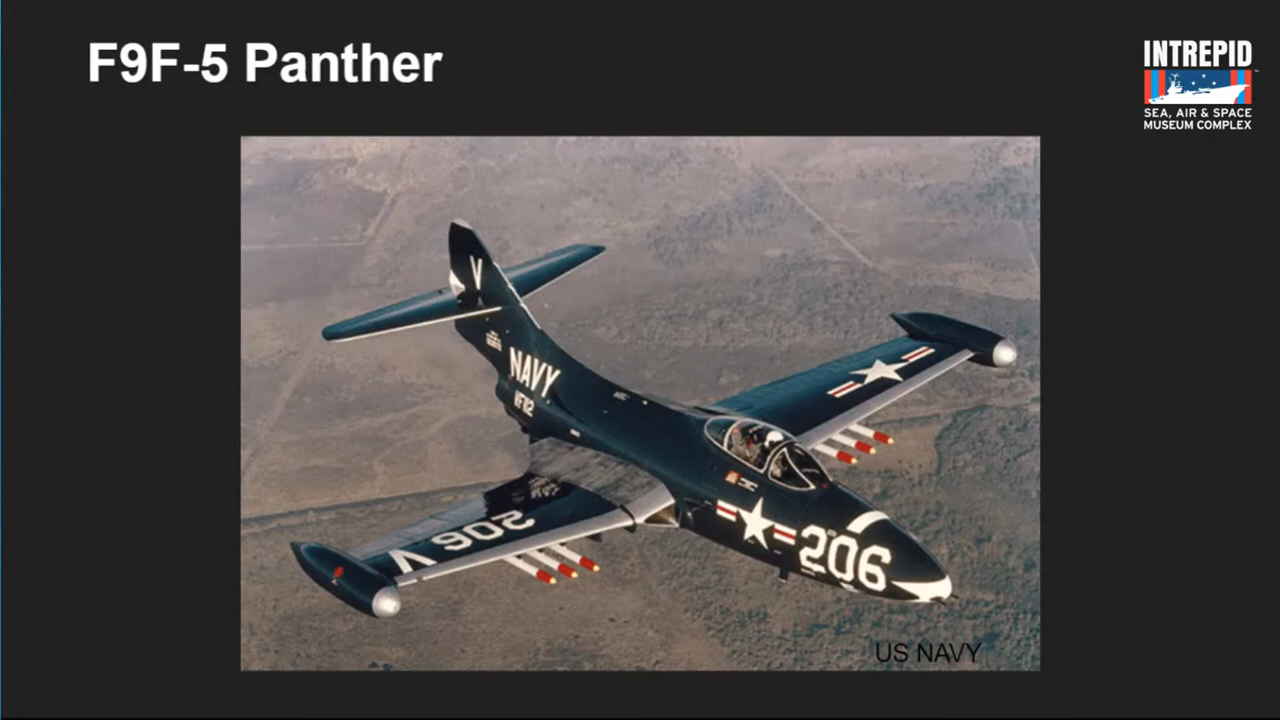 F9F-5 Panther
INTREPID
SEA, AIR & SPACE
MUSEUM COMPLEX
V
NAVY
VF112
206
V 206
US NAVY